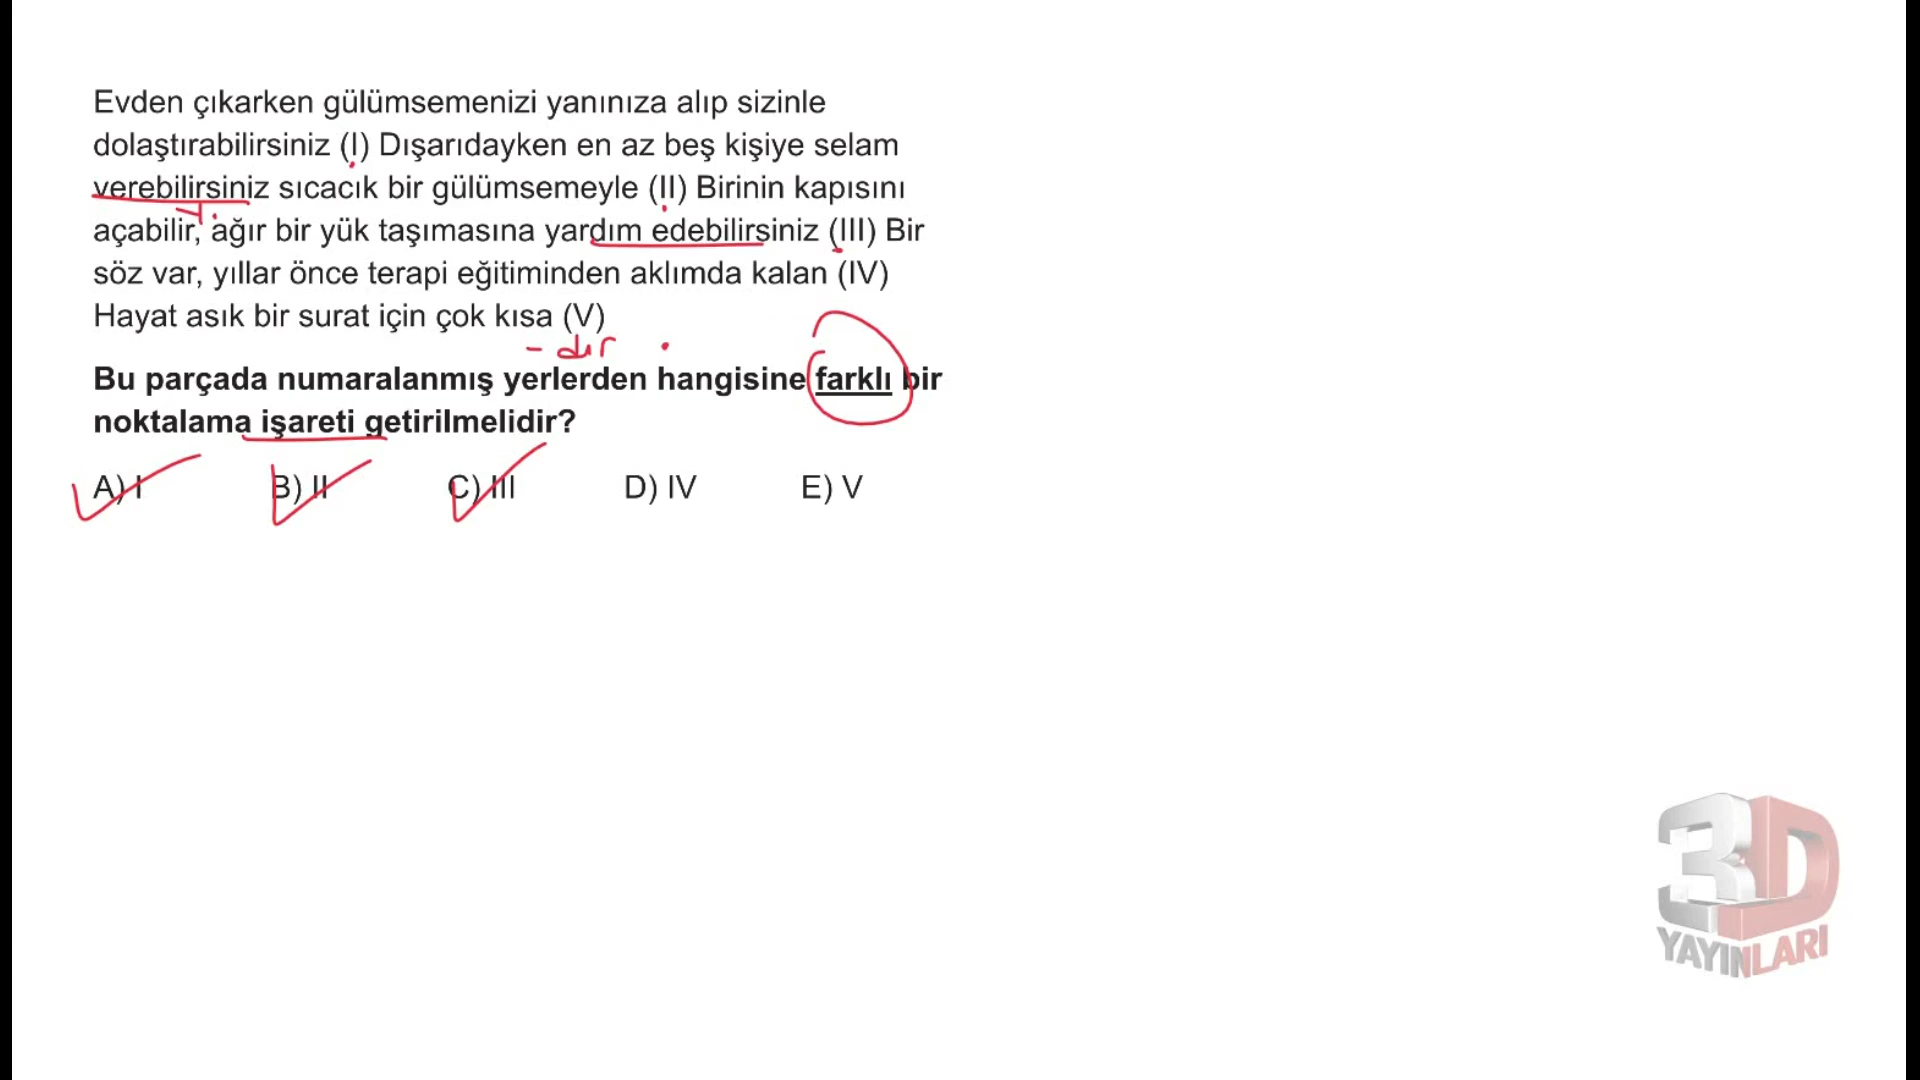 Evden çıkarken gülümsemenizi yanınıza alıp sizinle
dolaştırabilirsiniz (I) Dışarıdayken en az beş kişiye selam
verebilirsiniz sıcacık bir gülümsemeyle (II) Birinin kapısını
açabilir, ağır bir yük taşımasına yardım edebilirsiniz (III) Bir
söz var, yıllar önce terapi eğitiminden aklımda kalan (IV)
Hayat asık bir surat için çok kısa (V)
- dır .
Bu parçada numaralanmış yerlerden hangisine farklı bir
noktalama işareti getirilmelidir?
A) I B) II C) III D) IV E) V
3D
YAYINLARI